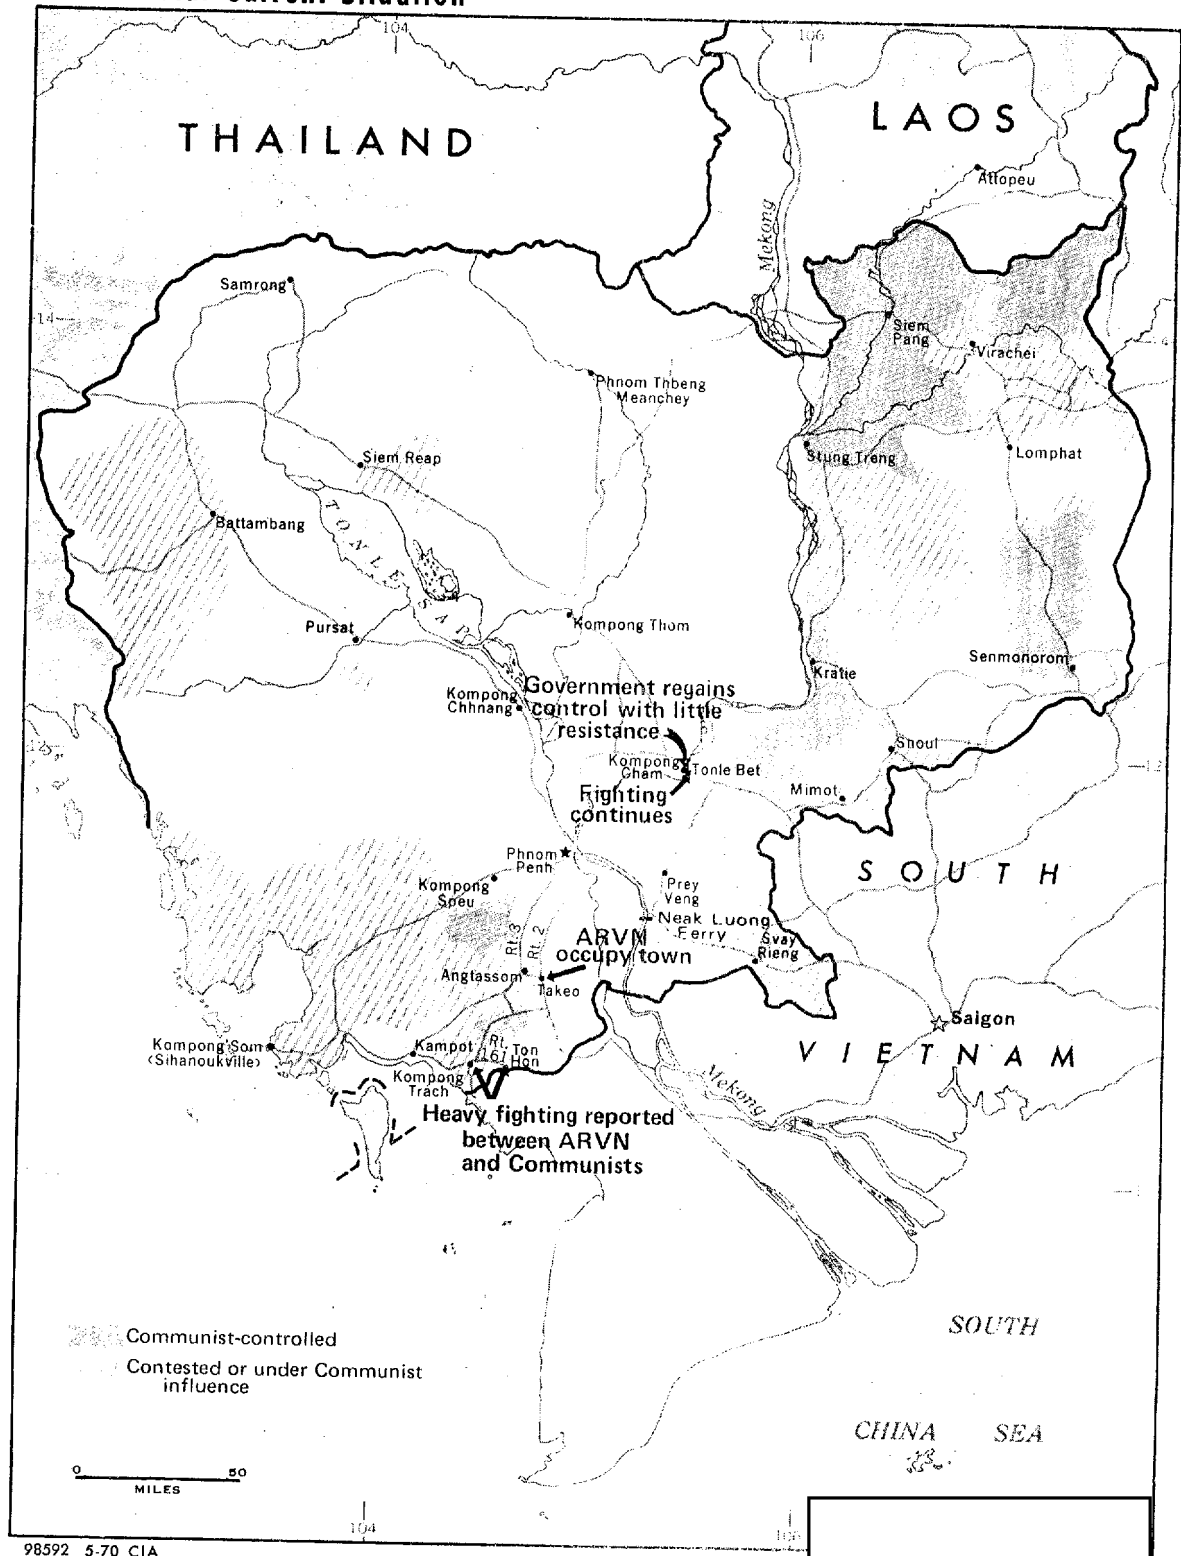 Current Situation
104
106
THAILAND
LAOS
Attopeu
Mekong
Samrong
14
Siem
Pang
Virachei
Phnom Thbeng
Meanchey
Siem Reap
Stung Treng
Lomphat
Battambang
TONLE SAP
Pursat
Kompong Thom
Kratie
Senmonorom
Kompong
Chhnang
Government regains
control with little
resistance
Snoul
12
12
Kompong
Cham
Tonle Bet
Mimot
Fighting
continues
Phnom
Penh
SOUTH
Kompong
Speu
Prey
Veng
Neak Luong
Ferry
Rt. 3
Rt. 2
ARVN
occupy town
Svay
Rieng
Angtassom
Takeo
Saigon
Kompong Som
(Sihanoukville)
Kampot
Rt.
16
Ton
Hon
VIETNAM
Kompong
Trach
Mekong
Heavy fighting reported
between ARVN
and Communists
Communist-controlled
Contested or under Communist
influence
SOUTH
CHINA SEA
0 50
MILES
104
106
98592 5-70 CIA